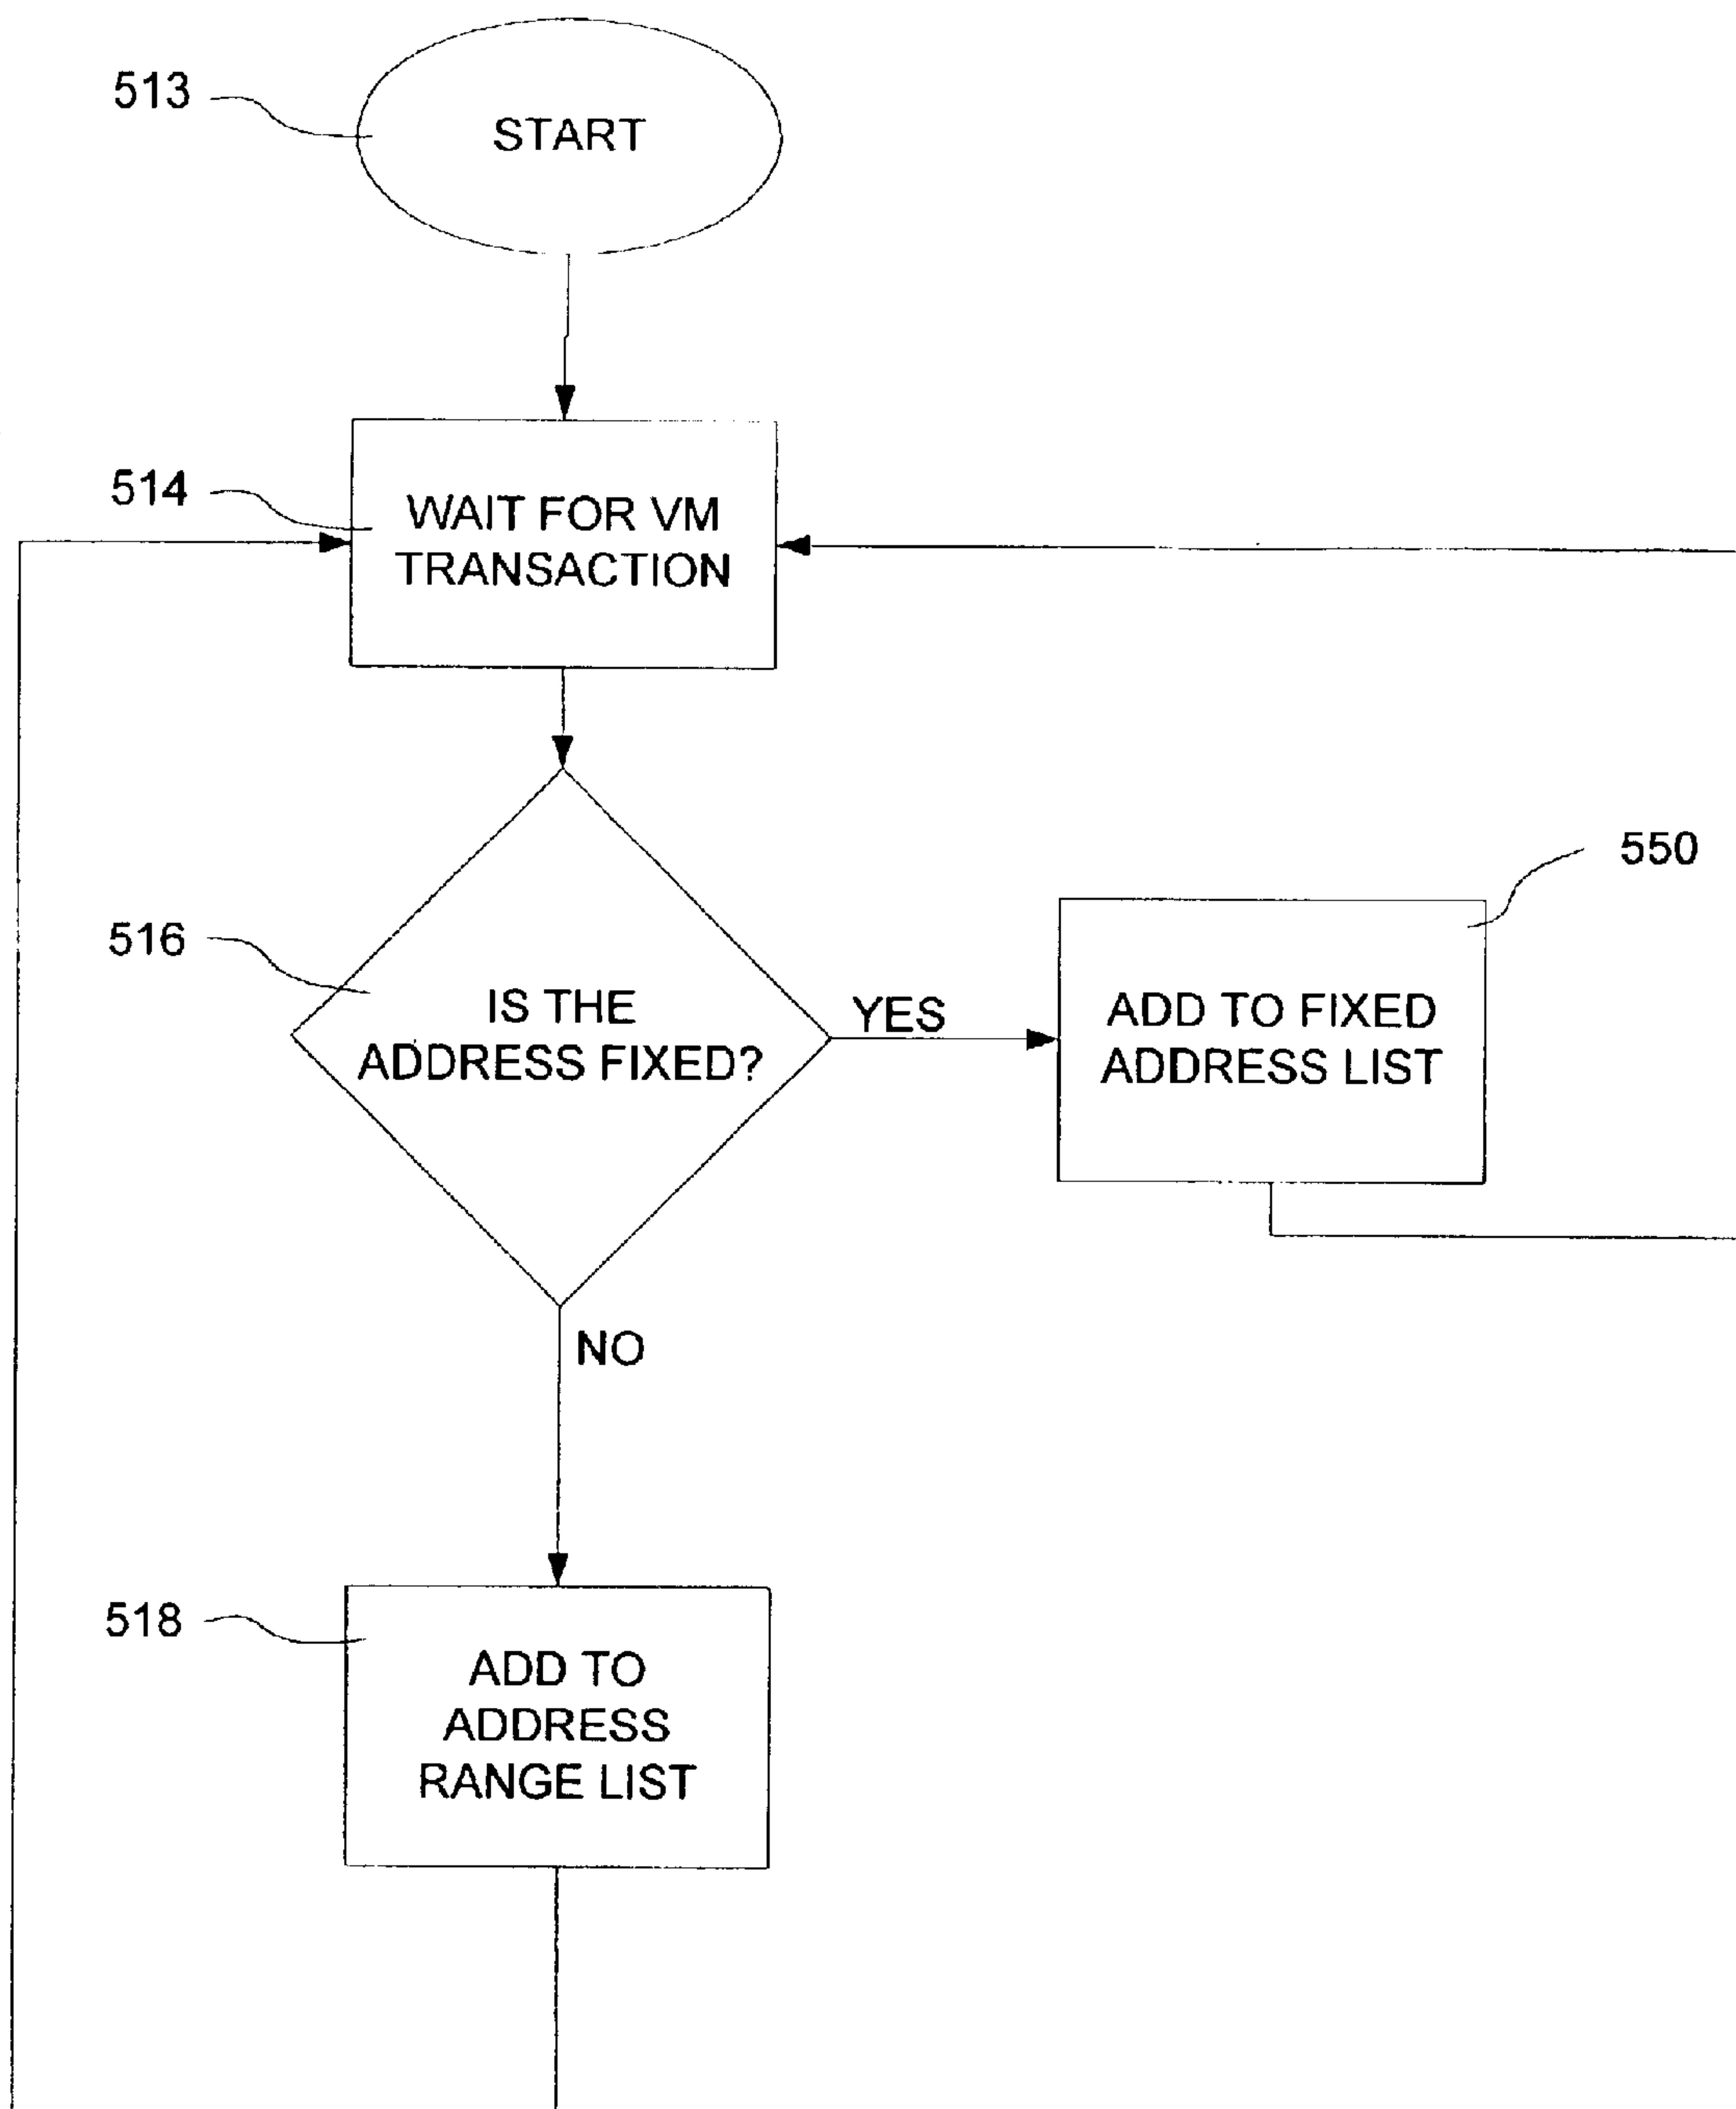 513
START
514
WAIT FOR VM
TRANSACTION
550
516
IS THE
ADDRESS FIXED?
YES
ADD TO FIXED
ADDRESS LIST
NO
518
ADD TO
ADDRESS
RANGE LIST